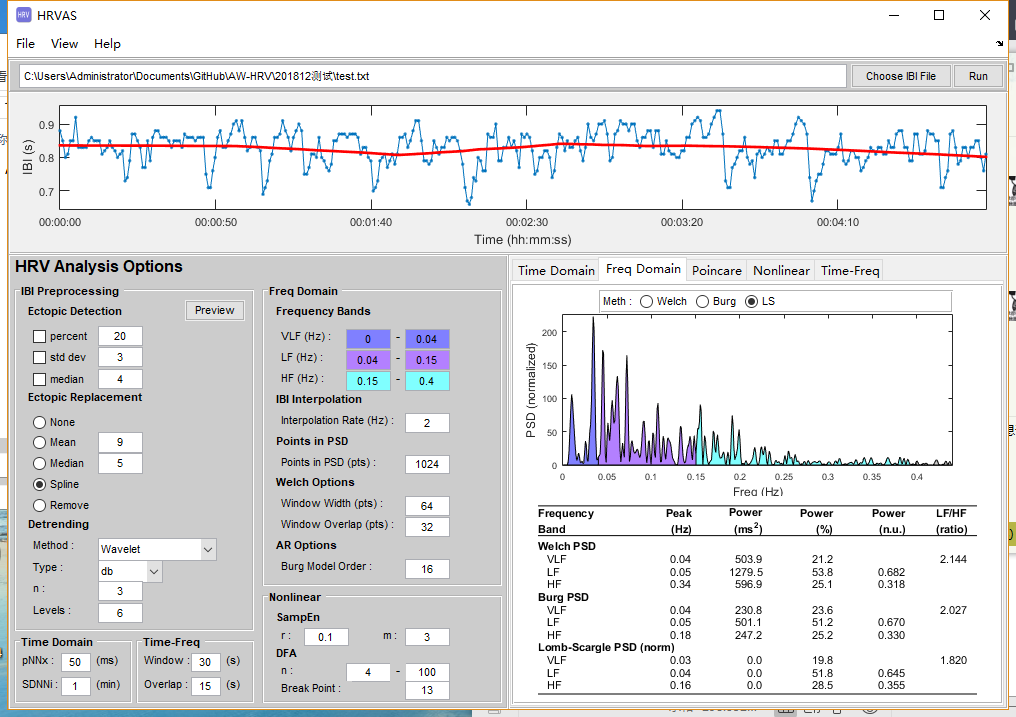 HRV HRVAS
File View Help
C:\Users\Administrator\Documents\GitHub\AW-HRV\201812测试\test.txt Choose IBI File Run
IBI (s)
0.9
0.8
0.7
00:00:00 00:00:50 00:01:40 00:02:30 00:03:20 00:04:10
Time (hh:mm:ss)
HRV Analysis Options
IBI Preprocessing
Ectopic Detection Preview
percent 20
std dev 3
median 4
Ectopic Replacement
None
Mean 9
Median 5
Spline
Remove
Detrending
Method : Wavelet
Type : db
n : 3
Levels : 6
Time Domain
pNNx : 50 (ms)
SDNNi : 1 (min)
Time-Freq
Window : 30 (s)
Overlap : 15 (s)
Freq Domain
Frequency Bands
VLF (Hz) : 0 - 0.04
LF (Hz) : 0.04 - 0.15
HF (Hz) : 0.15 - 0.4
IBI Interpolation
Interpolation Rate (Hz) : 2
Points in PSD
Points in PSD (pts) : 1024
Welch Options
Window Width (pts) : 64
Window Overlap (pts) : 32
AR Options
Burg Model Order : 16
Nonlinear
SampEn
r : 0.1 m : 3
DFA
n : 4 - 100
Break Point : 13
Time Domain Freq Domain Poincare Nonlinear Time-Freq
Meth : Welch Burg LS
PSD (normalized)
200
150
100
50
0
0 0.05 0.1 0.15 0.2 0.25 0.3 0.35 0.4
Freq (Hz)
Frequency Peak Power Power Power LF/HF
Band (Hz) (ms2) (%) (n.u.) (ratio)
Welch PSD
VLF 0.04 503.9 21.2 2.144
LF 0.05 1279.5 53.8 0.682
HF 0.34 596.9 25.1 0.318
Burg PSD
VLF 0.04 230.8 23.6 2.027
LF 0.05 501.1 51.2 0.670
HF 0.18 247.2 25.2 0.330
Lomb-Scargle PSD (norm)
VLF 0.03 0.0 19.8 1.820
LF 0.04 0.0 51.8 0.645
HF 0.16 0.0 28.5 0.355